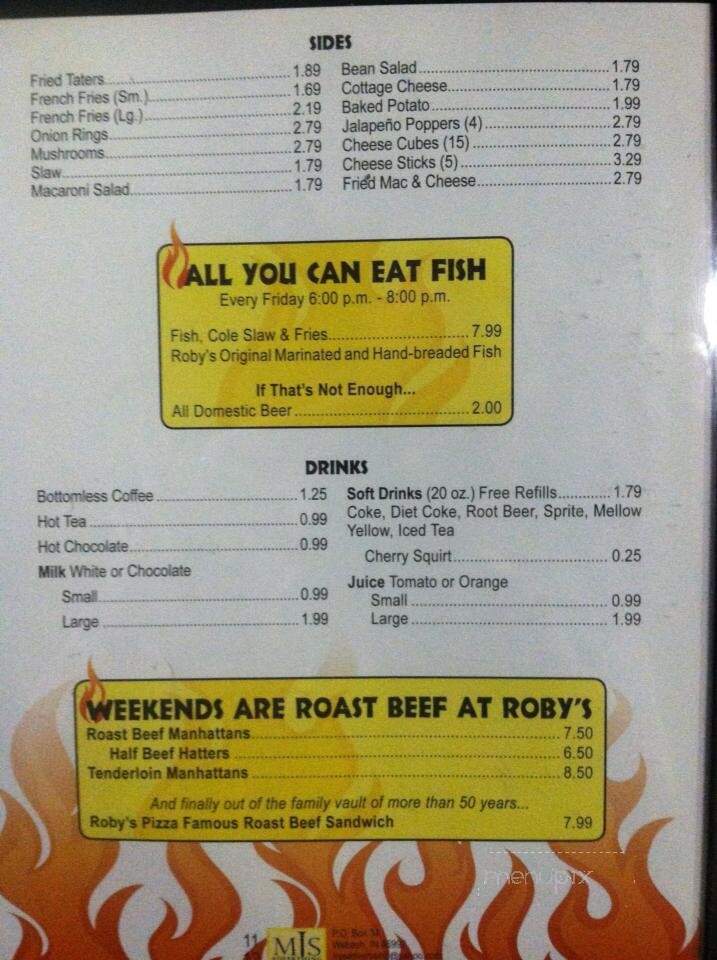 SIDES
Fried Taters 1.89
French Fries (Sm.) 1.69
French Fries (Lg.) 2.19
Onion Rings 2.79
Mushrooms 2.79
Slaw 1.79
Macaroni Salad 1.79
Bean Salad 1.79
Cottage Cheese 1.79
Baked Potato 1.99
Jalapeño Poppers (4) 2.79
Cheese Cubes (15) 2.79
Cheese Sticks (5) 3.29
Fried Mac & Cheese 2.79
ALL YOU CAN EAT FISH
Every Friday 6:00 p.m. - 8:00 p.m.
Fish, Cole Slaw & Fries 7.99
Roby's Original Marinated and Hand-breaded Fish
If That's Not Enough...
All Domestic Beer 2.00
DRINKS
Bottomless Coffee 1.25
Hot Tea 0.99
Hot Chocolate 0.99
Milk White or Chocolate
Small 0.99
Large 1.99
Soft Drinks (20 oz.) Free Refills 1.79
Coke, Diet Coke, Root Beer, Sprite, Mellow
Yellow, Iced Tea
Cherry Squirt 0.25
Juice Tomato or Orange
Small 0.99
Large 1.99
WEEKENDS ARE ROAST BEEF AT ROBY'S
Roast Beef Manhattans 7.50
Half Beef Hatters 6.50
Tenderloin Manhattans 8.50
And finally out of the family vault of more than 50 years...
Roby's Pizza Famous Roast Beef Sandwich 7.99
menupix
11
MJS
P.O. Box
Wabash, IN